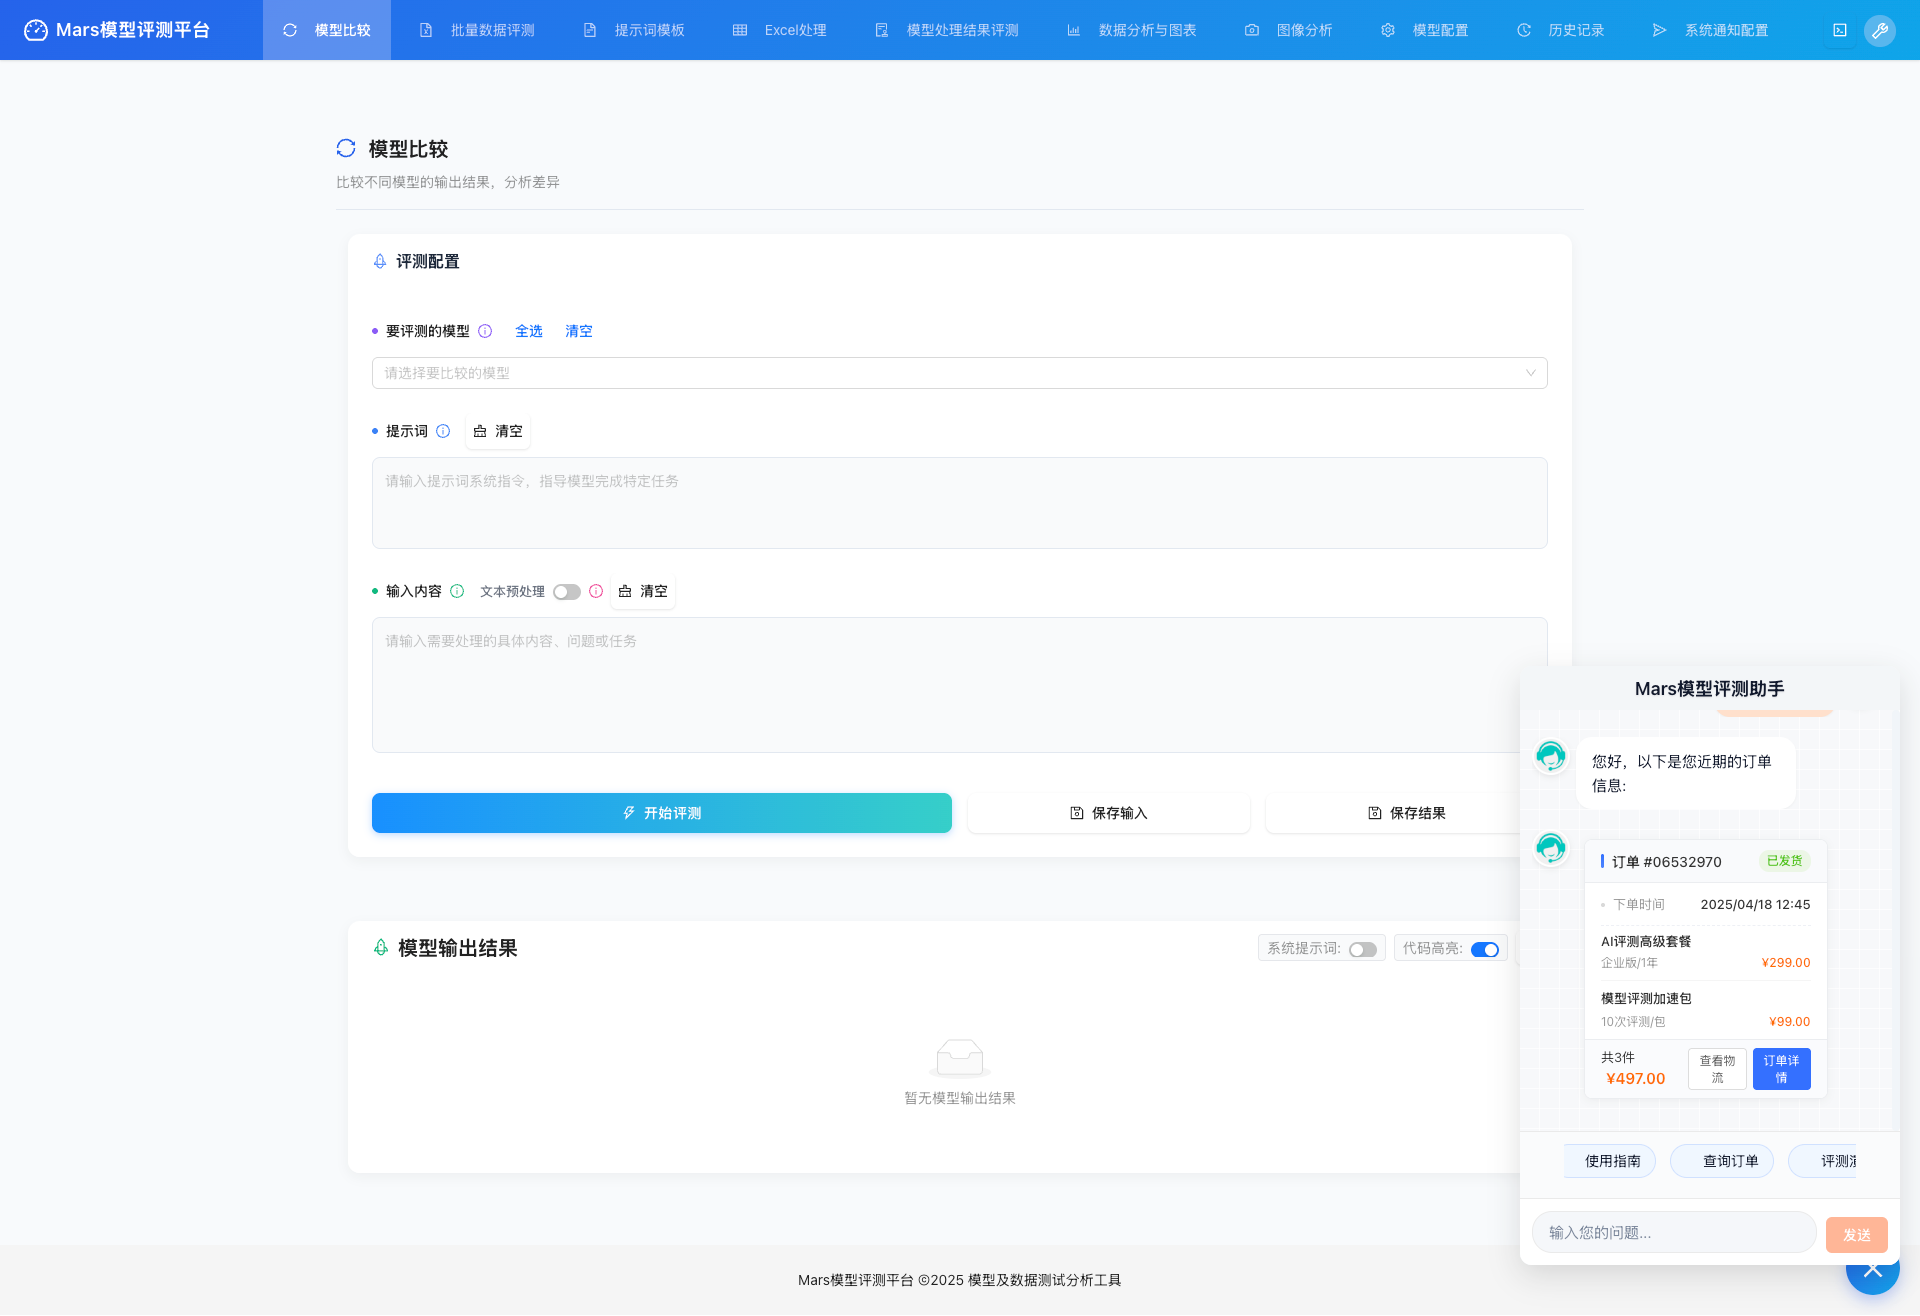 Mars模型评测平台
模型比较
批量数据评测
提示词模板
Excel处理
模型处理结果评测
数据分析与图表
图像分析
模型配置
历史记录
系统通知配置
模型比较
比较不同模型的输出结果，分析差异
评测配置
要评测的模型 全选 清空
请选择要比较的模型
提示词 清空
请输入提示词系统指令，指导模型完成特定任务
输入内容 文本预处理 清空
请输入需要处理的具体内容、问题或任务
开始评测 保存输入 保存结果
模型输出结果 系统提示词: 代码高亮:
暂无模型输出结果
Mars模型评测平台 ©2025 模型及数据测试分析工具
Mars模型评测助手
您好，以下是您近期的订单
信息:
订单 #06532970 已发货
下单时间 2025/04/18 12:45
AI评测高级套餐
企业版/1年 ¥299.00
模型评测加速包
10次评测/包 ¥99.00
共3件
¥497.00
查看物
流
订单详
情
使用指南 查询订单 评测
输入您的问题...
发送